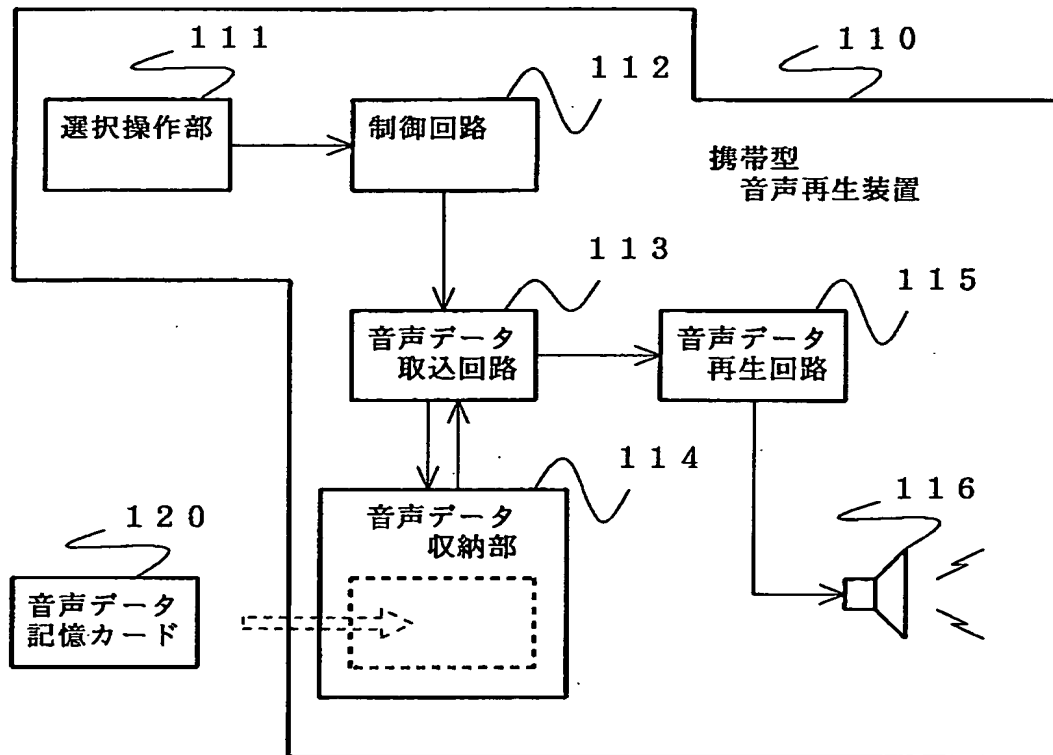 １１１
１１０
１１２
選択操作部
制御回路
携帯型
音声再生装置
１１３
１１５
音声データ
取込回路
音声データ
再生回路
１１４
音声データ
収納部
１１６
１２０
音声データ
記憶カード